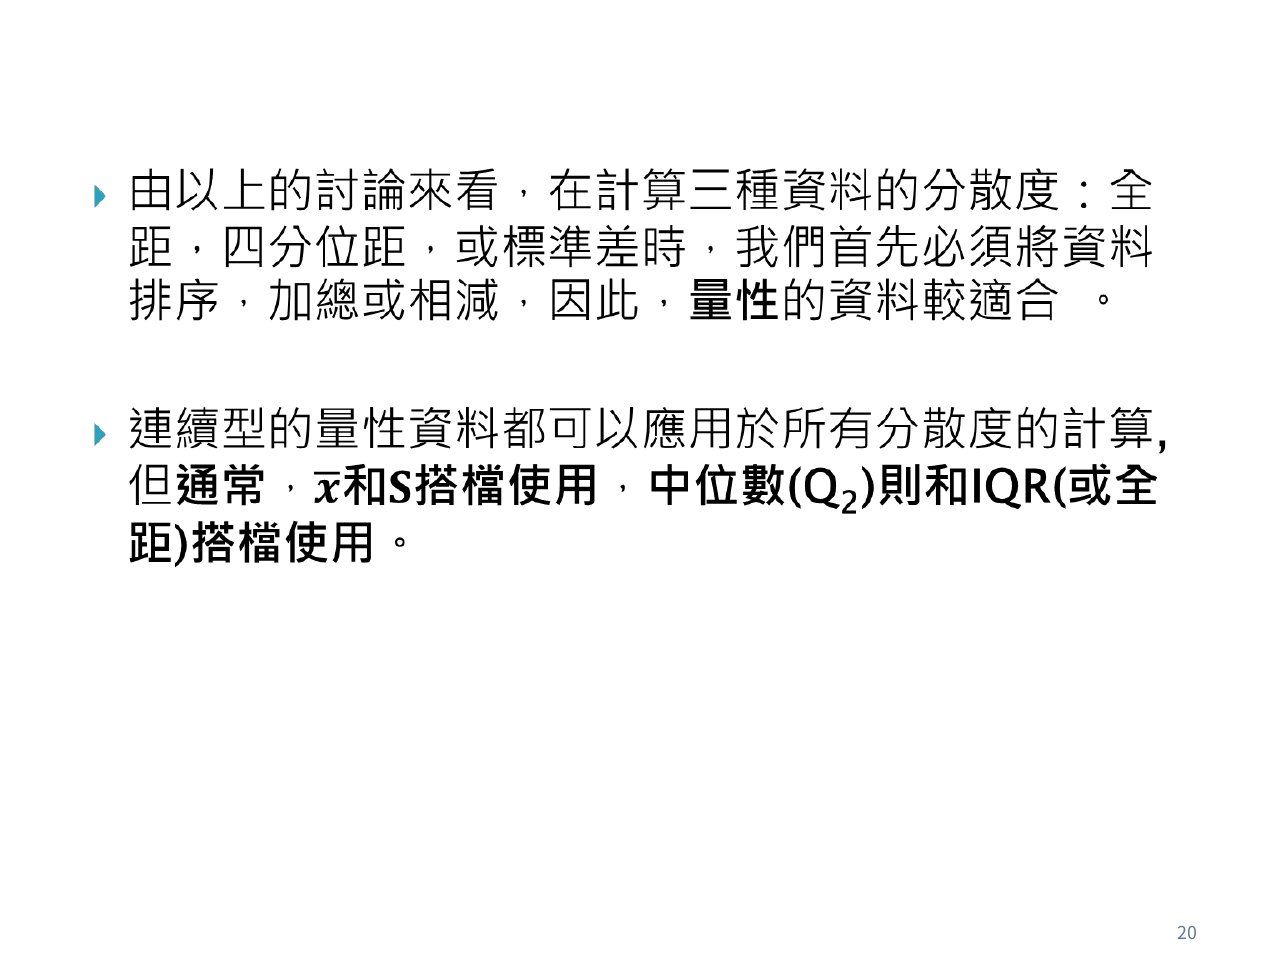 由以上的討論來看，在計算三種資料的分散度：全
距，四分位距，或標準差時，我們首先必須將資料
排序，加總或相減，因此，量性的資料較適合 。
連續型的量性資料都可以應用於所有分散度的計算,
但通常，x̅和S搭檔使用，中位數(Q₂)則和IQR(或全
距)搭檔使用。
20